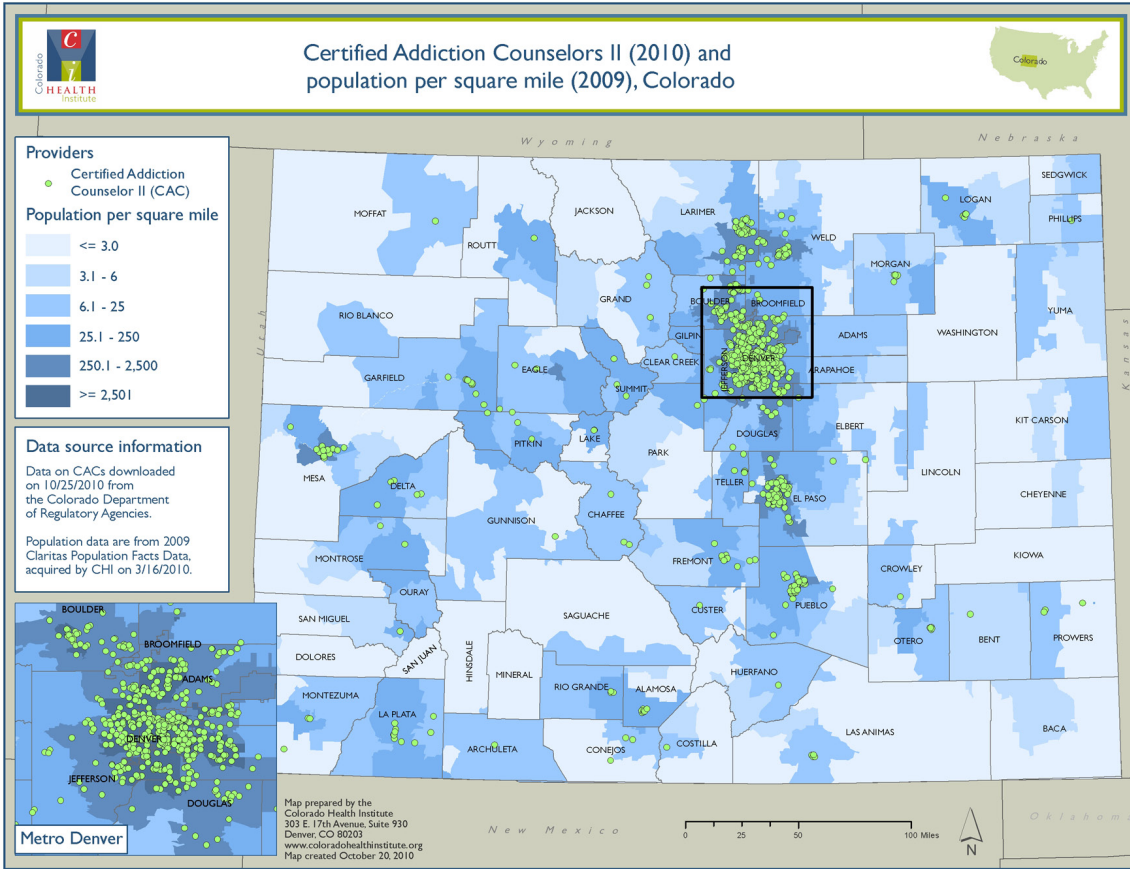 Colorado
C
i
HEALTH
Institute
Certified Addiction Counselors II (2010) and
population per square mile (2009), Colorado
Colorado
Providers
Certified Addiction
Counselor II (CAC)
Population per square mile
<= 3.0
3.1 - 6
6.1 - 25
25.1 - 250
250.1 - 2,500
>= 2,501
Data source information
Data on CACs downloaded
on 10/25/2010 from
the Colorado Department
of Regulatory Agencies.
Population data are from 2009
Claritas Population Facts Data,
acquired by CHI on 3/16/2010.
Wyoming
Nebraska
Utah
Kansas
New Mexico
Oklahoma
MOFFAT
ROUTT
JACKSON
LARIMER
WELD
LOGAN
SEDGWICK
PHILLIPS
MORGAN
GRAND
BOULDER
BROOMFIELD
RIO BLANCO
GILPIN
ADAMS
WASHINGTON
YUMA
CLEAR CREEK
JEFFERSON
DENVER
ARAPAHOE
GARFIELD
EAGLE
SUMMIT
PITKIN
LAKE
PARK
DOUGLAS
ELBERT
KIT CARSON
MESA
DELTA
TELLER
EL PASO
LINCOLN
CHEYENNE
GUNNISON
CHAFFEE
MONTROSE
FREMONT
CROWLEY
KIOWA
OURAY
SAGUACHE
CUSTER
PUEBLO
SAN MIGUEL
OTERO
BENT
PROWERS
DOLORES
SAN JUAN
HINSDALE
MINERAL
RIO GRANDE
ALAMOSA
HUERFANO
MONTEZUMA
LA PLATA
ARCHULETA
CONEJOS
COSTILLA
LAS ANIMAS
BACA
BOULDER
BROOMFIELD
ADAMS
DENVER
JEFFERSON
DOUGLAS
Metro Denver
Map prepared by the
Colorado Health Institute
303 E. 17th Avenue, Suite 930
Denver, CO 80203
www.coloradohealthinstitute.org
Map created October 20, 2010
0 25 50 100 Miles
N